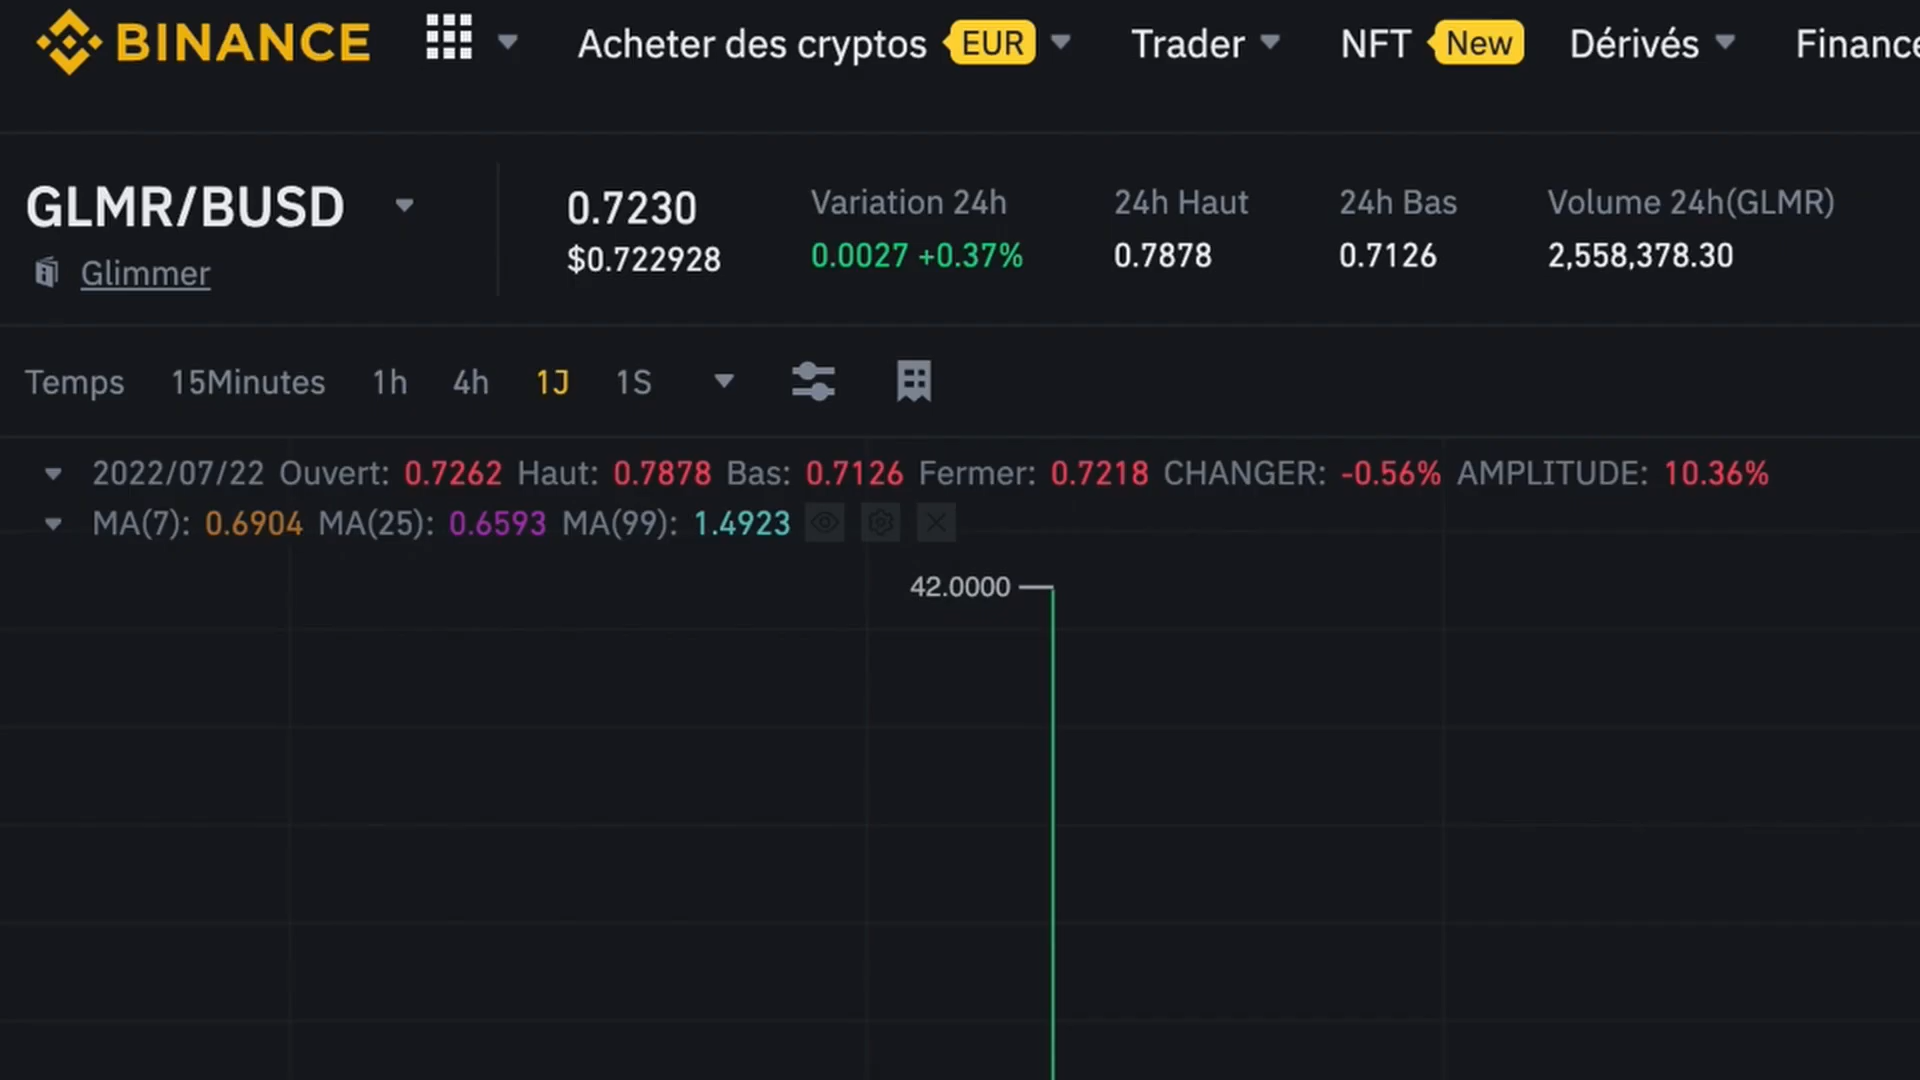 BINANCE Acheter des cryptos EUR Trader NFT New Dérivés Finance
GLMR/BUSD 0.7230 Variation 24h 24h Haut 24h Bas Volume 24h(GLMR)
Glimmer $0.722928 0.0027 +0.37% 0.7878 0.7126 2,558,378.30
Temps 15Minutes 1h 4h 1J 1S
2022/07/22 Ouvert: 0.7262 Haut: 0.7878 Bas: 0.7126 Fermer: 0.7218 CHANGER: -0.56% AMPLITUDE: 10.36%
MA(7): 0.6904 MA(25): 0.6593 MA(99): 1.4923
42.0000